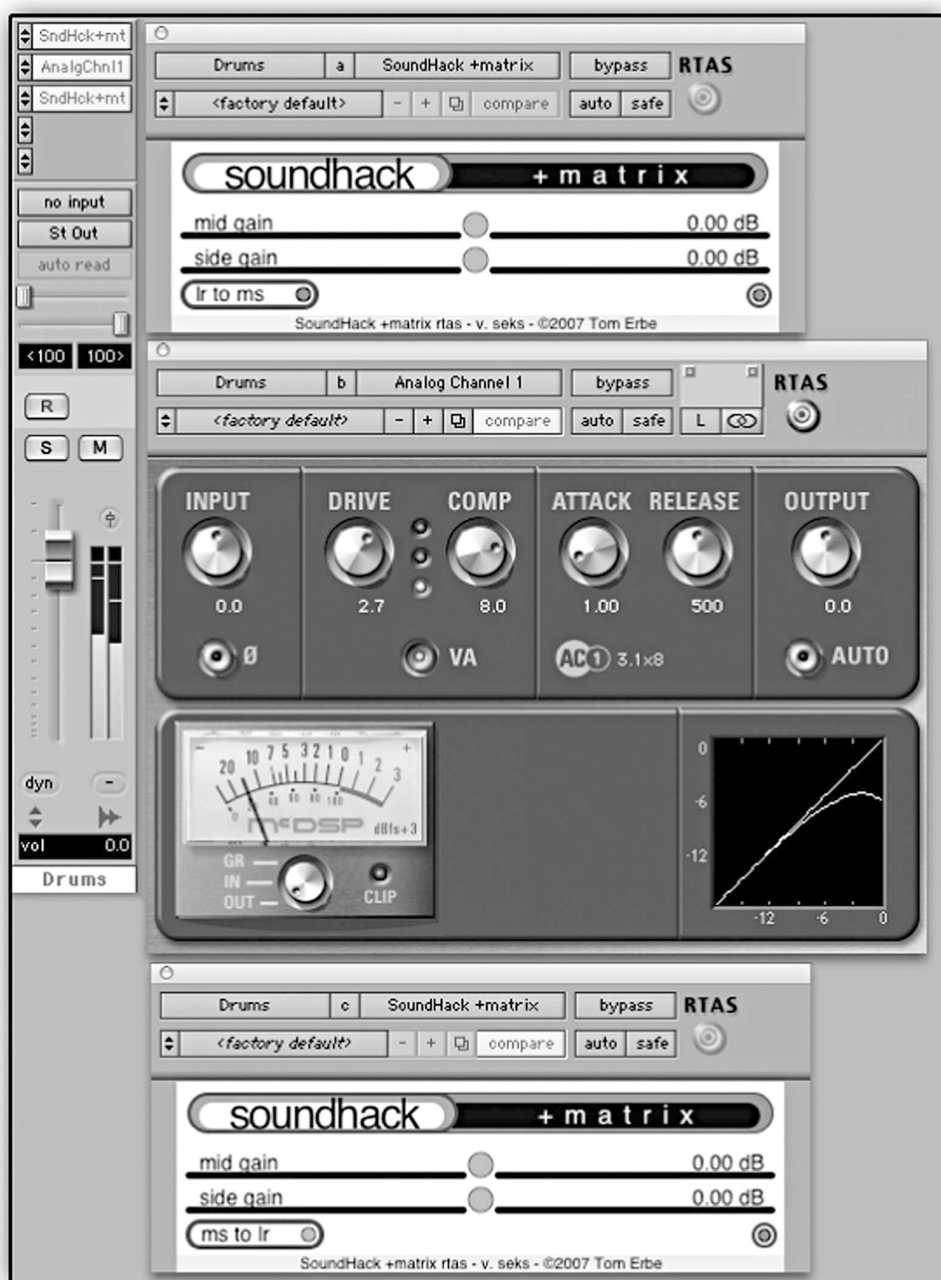 SndHck+mt
AnalgChnl1
SndHck+mt
no input
St Out
auto read
<100 100>
R
S M
dyn -
vol 0.0
Drums
Drums a SoundHack +matrix bypass RTAS
<factory default> - + compare auto safe
soundhack +matrix
mid gain 0.00 dB
side gain 0.00 dB
lr to ms
SoundHack +matrix rtas - v. seks - ©2007 Tom Erbe
Drums b Analog Channel 1 bypass RTAS
<factory default> - + compare auto safe L
INPUT DRIVE COMP ATTACK RELEASE OUTPUT
0.0 2.7 8.0 1.00 500 0.0
Ø VA AC1 3.1x8 AUTO
- +
20 10 7 5 3 2 1 0 1 2 3
0 40 60 80 100
McDSP dBfs+3
GR
IN
OUT
CLIP
0
-6
-12
-12 -6 0
Drums c SoundHack +matrix bypass RTAS
<factory default> - + compare auto safe
soundhack +matrix
mid gain 0.00 dB
side gain 0.00 dB
ms to lr
SoundHack +matrix rtas - v. seks - ©2007 Tom Erbe